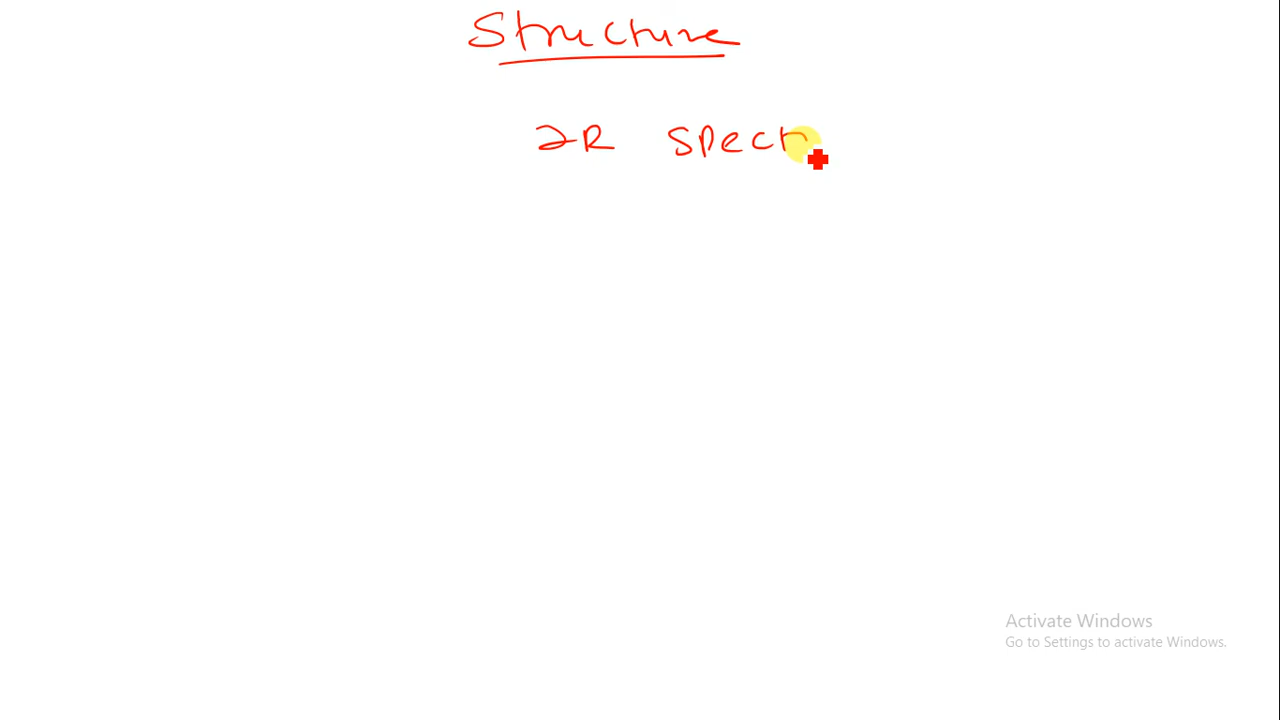 Structure
IR Spectr
Activate Windows
Go to Settings to activate Windows.